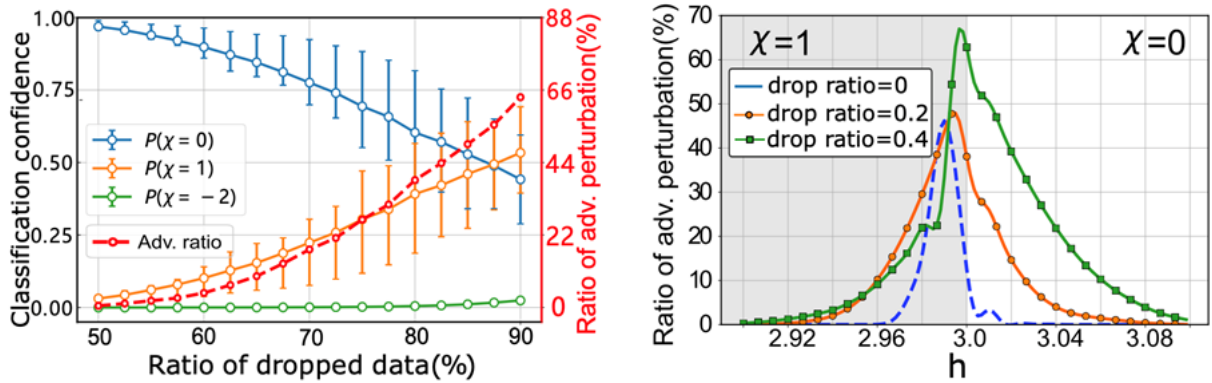 Classification confidence
1.00
0.75
0.50
0.25
0.00
P(χ = 0)
P(χ = 1)
P(χ = −2)
Adv. ratio
88
66
44
22
0
Ratio of adv. perturbation(%)
50 60 70 80 90
Ratio of dropped data(%)
Ratio of adv. perturbation(%)
70
60
50
40
30
20
10
0
χ=1
χ=0
drop ratio=0
drop ratio=0.2
drop ratio=0.4
2.92 2.96 3.0 3.04 3.08
h